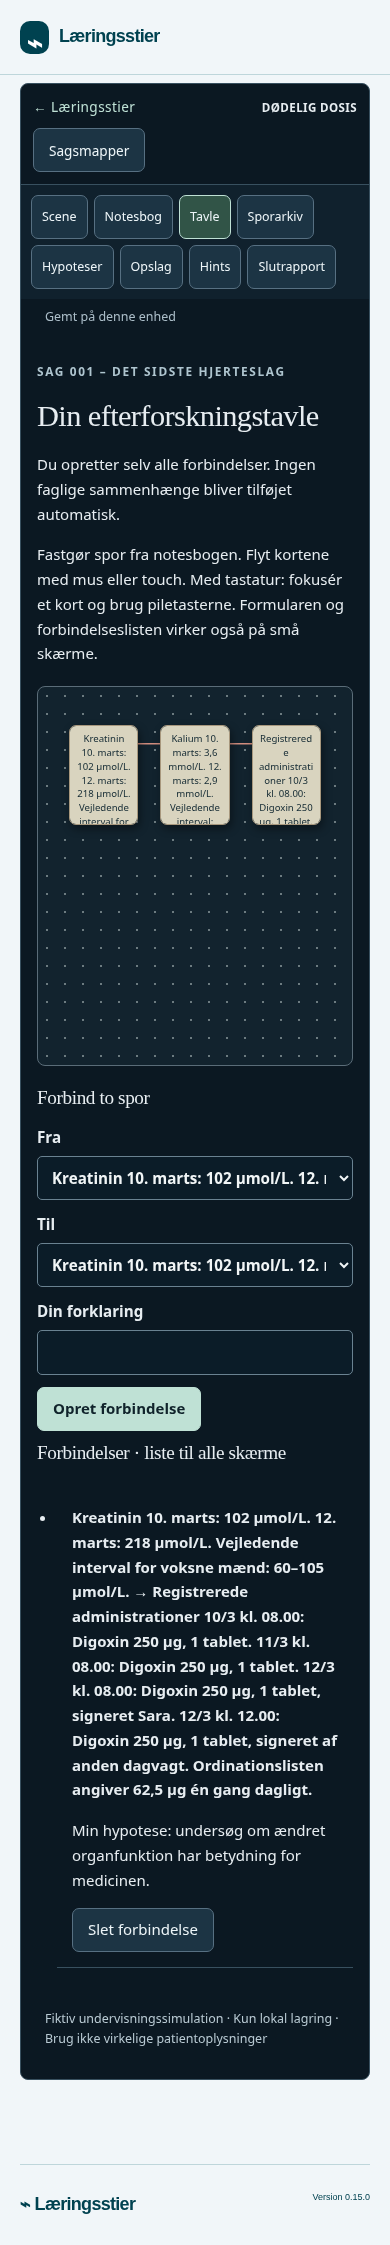 Læringsstier
← Læringsstier
DØDELIG DOSIS
Sagsmapper
Scene
Notesbog
Tavle
Sporarkiv
Hypoteser
Opslag
Hints
Slutrapport
Gemt på denne enhed
SAG 001 – DET SIDSTE HJERTESLAG
Din efterforskningstavle
Du opretter selv alle forbindelser. Ingen
faglige sammenhænge bliver tilføjet
automatisk.
Fastgør spor fra notesbogen. Flyt kortene
med mus eller touch. Med tastatur: fokusér
et kort og brug piletasterne. Formularen og
forbindelseslisten virker også på små
skærme.
Kreatinin
10. marts:
102 µmol/L.
12. marts:
218 µmol/L.
Vejledende
interval for
Kalium 10.
marts: 3,6
mmol/L. 12.
marts: 2,9
mmol/L.
Vejledende
interval:
Registrered
e
administrati
oner 10/3
kl. 08.00:
Digoxin 250
µg, 1 tablet.
Forbind to spor
Fra
Kreatinin 10. marts: 102 µmol/L. 12.
Til
Kreatinin 10. marts: 102 µmol/L. 12.
Din forklaring
Opret forbindelse
Forbindelser · liste til alle skærme
• Kreatinin 10. marts: 102 µmol/L. 12.
marts: 218 µmol/L. Vejledende
interval for voksne mænd: 60–105
µmol/L. → Registrerede
administrationer 10/3 kl. 08.00:
Digoxin 250 µg, 1 tablet. 11/3 kl.
08.00: Digoxin 250 µg, 1 tablet. 12/3
kl. 08.00: Digoxin 250 µg, 1 tablet,
signeret Sara. 12/3 kl. 12.00:
Digoxin 250 µg, 1 tablet, signeret af
anden dagvagt. Ordinationslisten
angiver 62,5 µg én gang dagligt.
Min hypotese: undersøg om ændret
organfunktion har betydning for
medicinen.
Slet forbindelse
Fiktiv undervisningssimulation · Kun lokal lagring ·
Brug ikke virkelige patientoplysninger
Læringsstier
Version 0.15.0